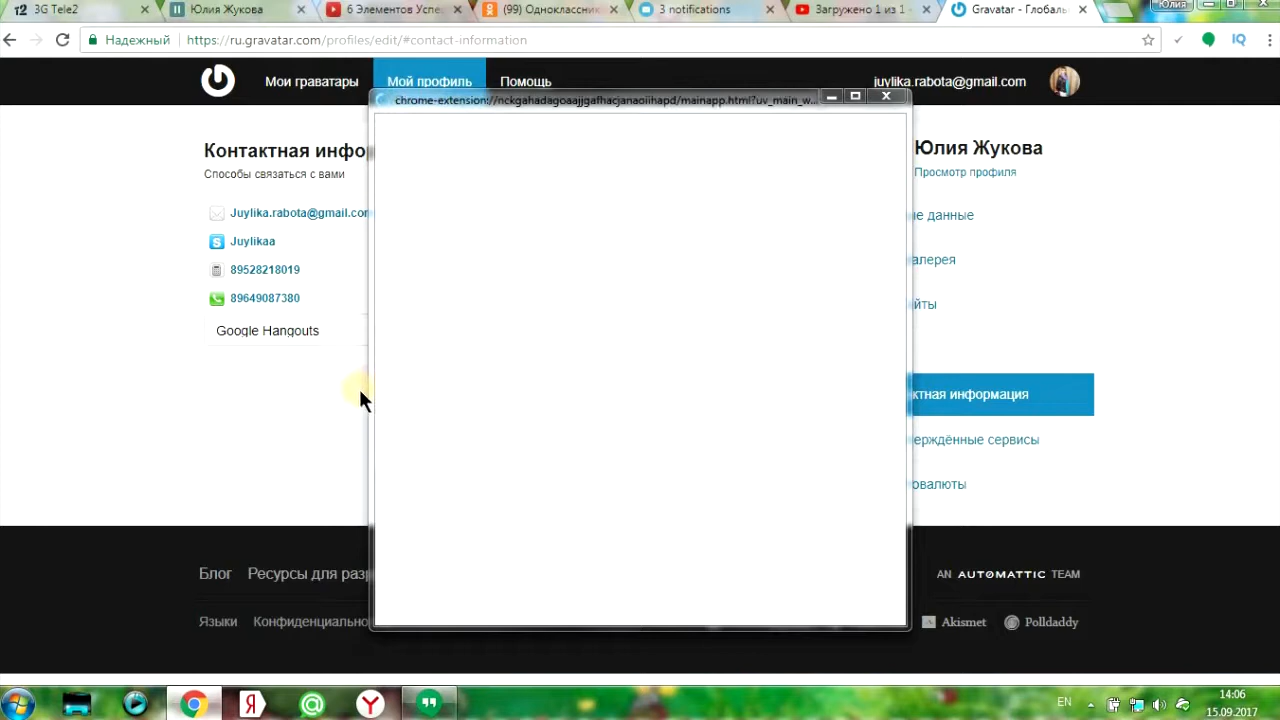 3G Tele2
Юлия Жукова
6 Элементов Успе
(99) Одноклассник
3 notifications
Загружено 1 из 1 -
Gravatar - Глобаль
Юлия
Надежный
https://ru.gravatar.com/profiles/edit/#contact-information
IQ
Мои граватары
Мой профиль
Помощь
juylika.rabota@gmail.com
chrome-extension://nckgahadagoaajjgafhacjanaoiihapd/mainapp.html?uv_main_w...
Контактная инфо
Способы связаться с вами
Juylika.rabota@gmail.com
Juylikaa
89528218019
89649087380
Google Hangouts
Юлия Жукова
Просмотр профиля
ые данные
алерея
йты
ктная информация
ерждённые сервисы
овалюты
Блог
Ресурсы для разр
AN AUTOMATTIC TEAM
Языки
Конфиденциально
Akismet
Polldaddy
EN
14:06
15.09.2017